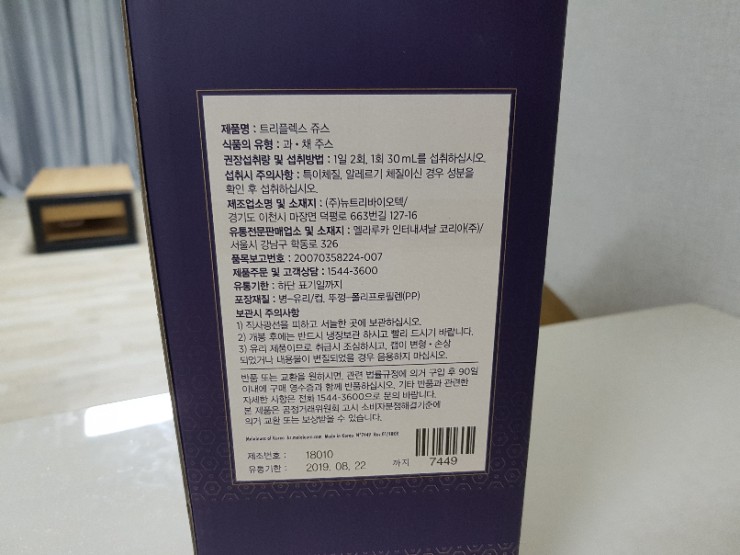 제품명 : 트리플렉스 쥬스
식품의 유형 : 과・채 주스
권장섭취량 및 섭취방법 : 1일 2회, 1회 30mL를 섭취하십시오.
섭취시 주의사항 : 특이체질, 알레르기 체질이신 경우 성분을
확인 후 섭취하십시오.
제조업소명 및 소재지 : (주)뉴트리바이오텍/
경기도 이천시 마장면 덕평로 663번길 127-16
유통전문판매업소 및 소재지 : 멜라루카 인터내셔날 코리아(주)/
서울시 강남구 학동로 326
품목보고번호 : 20070358224-007
제품주문 및 고객상담 : 1544-3600
유통기한 : 하단 표기일까지
포장재질 : 병-유리/컵, 뚜껑-폴리프로필렌(PP)
보관시 주의사항
1) 직사광선을 피하고 서늘한 곳에 보관하십시오.
2) 개봉 후에는 반드시 냉장보관 하시고 빨리 드시기 바랍니다.
3) 유리 제품이므로 취급시 조심하시고, 캡이 변형・손상
되었거나 내용물이 변질되었을 경우 음용하지 마십시오.
반품 또는 교환을 원하시면, 관련 법률규정에 의거 구입 후 90일
이내에 구매 영수증과 함께 반품하십시오. 기타 반품과 관련한
자세한 사항은 전화 1544-3600으로 문의 바랍니다.
본 제품은 공정거래위원회 고시 소비자분쟁해결기준에
의거 교환 또는 보상받을 수 있습니다.
Made in Korea
제조번호 : 18010
유통기한 : 2019. 08. 22 까지
7449